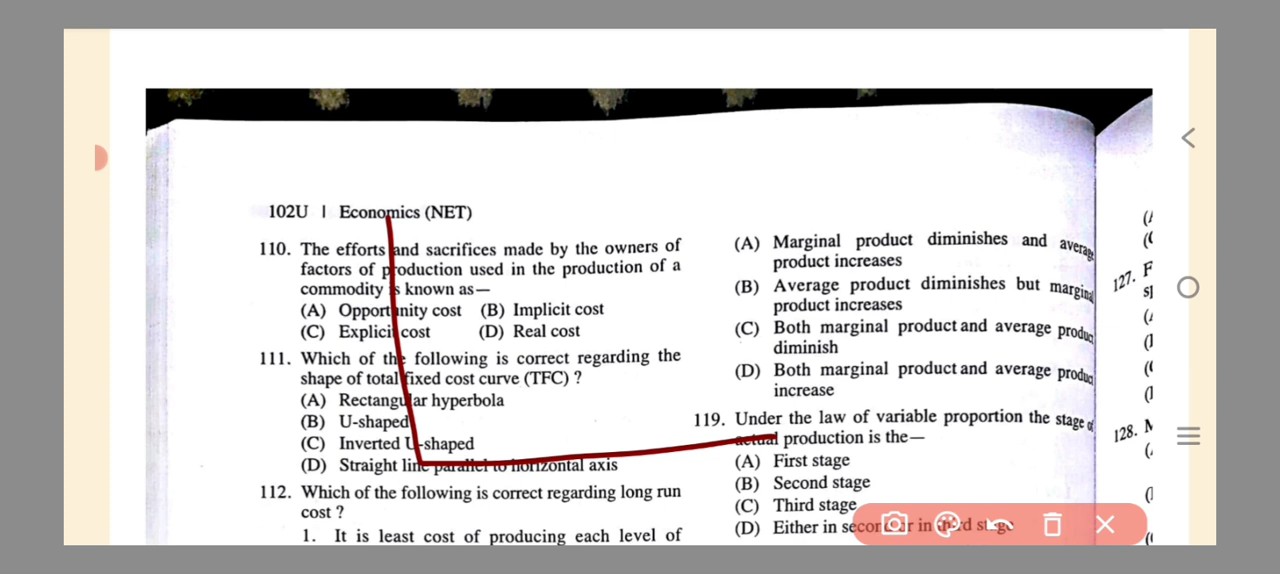 102U | Economics (NET)
110. The efforts and sacrifices made by the owners of
factors of production used in the production of a
commodity is known as—
(A) Opportunity cost (B) Implicit cost
(C) Explicit cost (D) Real cost
111. Which of the following is correct regarding the
shape of total fixed cost curve (TFC) ?
(A) Rectangular hyperbola
(B) U-shaped
(C) Inverted U-shaped
(D) Straight line parallel to horizontal axis
112. Which of the following is correct regarding long run
cost ?
1. It is least cost of producing each level of
(A) Marginal product diminishes and average
product increases
(B) Average product diminishes but marginal
product increases
(C) Both marginal product and average product
diminish
(D) Both marginal product and average product
increase
119. Under the law of variable proportion the stage of
actual production is the—
(A) First stage
(B) Second stage
(C) Third stage
(D) Either in second or in third stage
127. F
128.